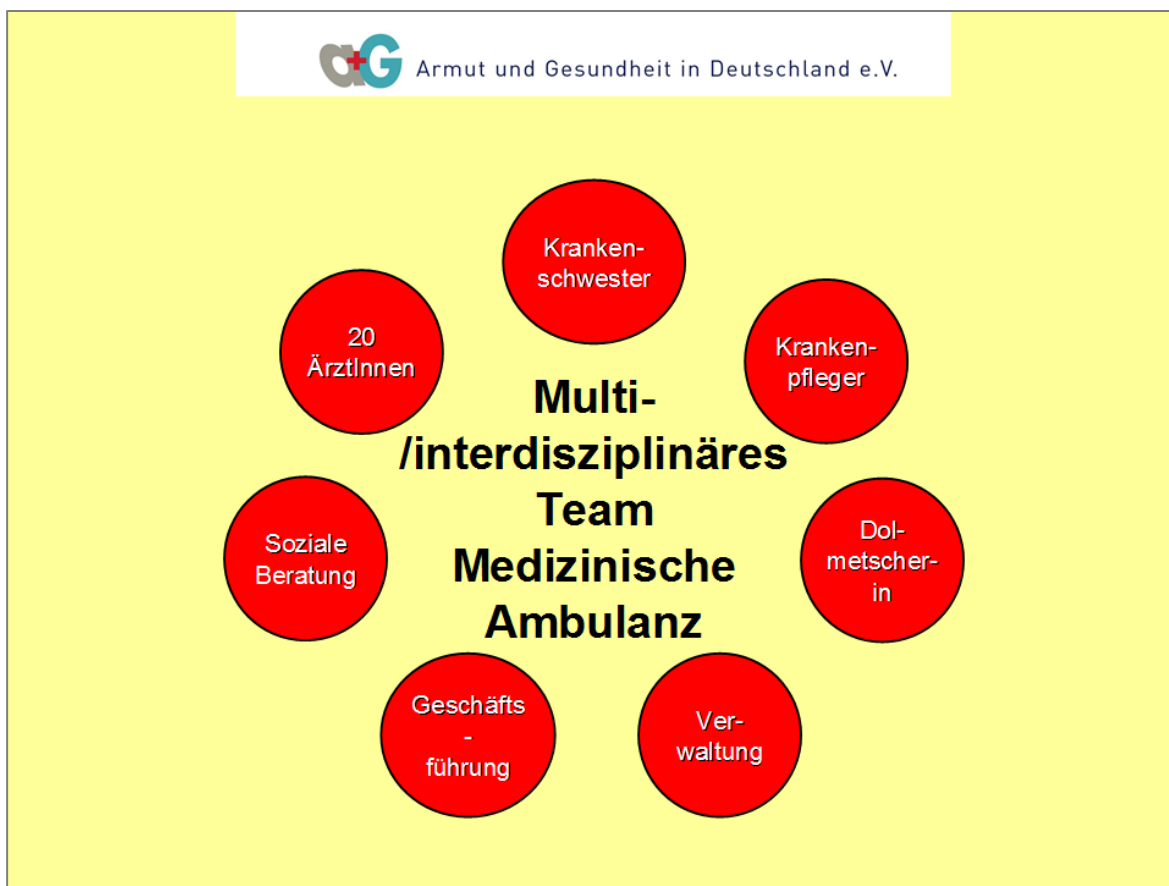 a+G Armut und Gesundheit in Deutschland e.V.
Kranken-
schwester
20
ÄrztInnen
Kranken-
pfleger
Multi-
/interdisziplinäres
Team
Medizinische
Ambulanz
Soziale
Beratung
Dol-
metscher-
in
Geschäfts
-
führung
Ver-
waltung